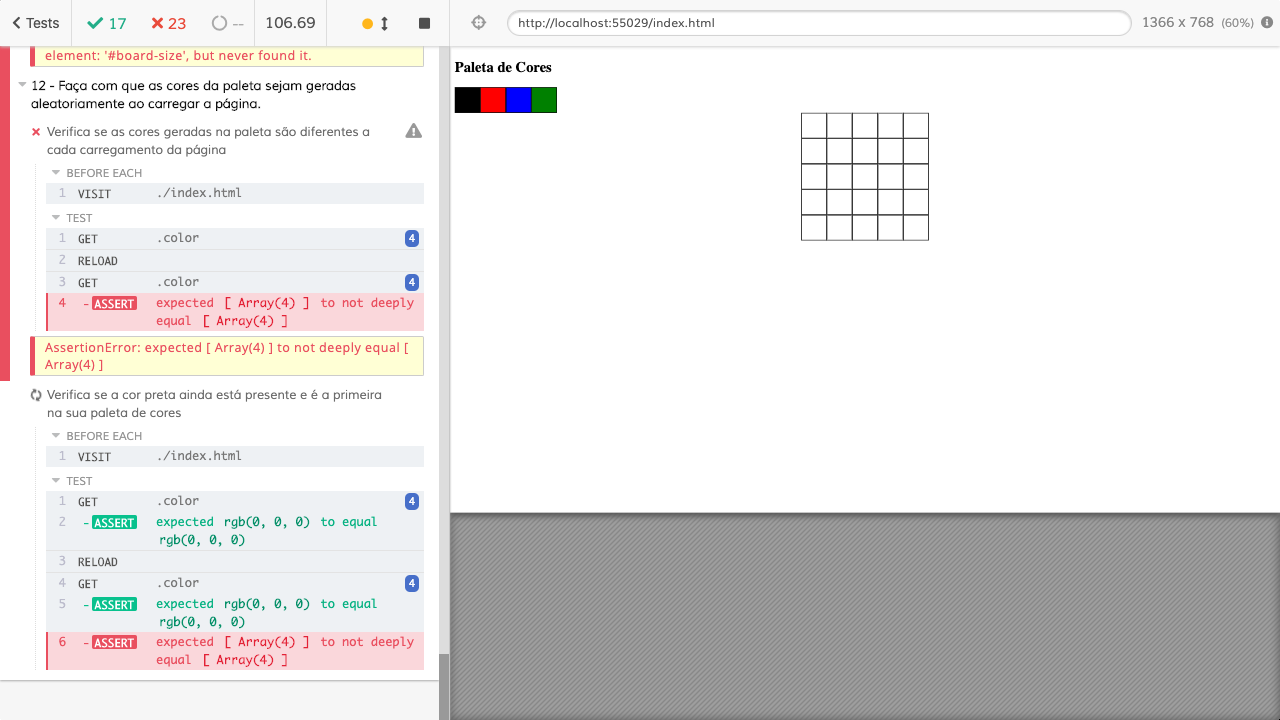 Tests
17
23
--
106.69
http://localhost:55029/index.html
1366 x 768 (60%)
element: '#board-size', but never found it.
12 - Faça com que as cores da paleta sejam geradas
aleatoriamente ao carregar a página.
Verifica se as cores geradas na paleta são diferentes a
cada carregamento da página
BEFORE EACH
1 VISIT ./index.html
TEST
1 GET .color 4
2 RELOAD
3 GET .color 4
4 -ASSERT expected [ Array(4) ] to not deeply
equal [ Array(4) ]
AssertionError: expected [ Array(4) ] to not deeply equal [
Array(4) ]
Verifica se a cor preta ainda está presente e é a primeira
na sua paleta de cores
BEFORE EACH
1 VISIT ./index.html
TEST
1 GET .color 4
2 -ASSERT expected rgb(0, 0, 0) to equal
rgb(0, 0, 0)
3 RELOAD
4 GET .color 4
5 -ASSERT expected rgb(0, 0, 0) to equal
rgb(0, 0, 0)
6 -ASSERT expected [ Array(4) ] to not deeply
equal [ Array(4) ]
Paleta de Cores